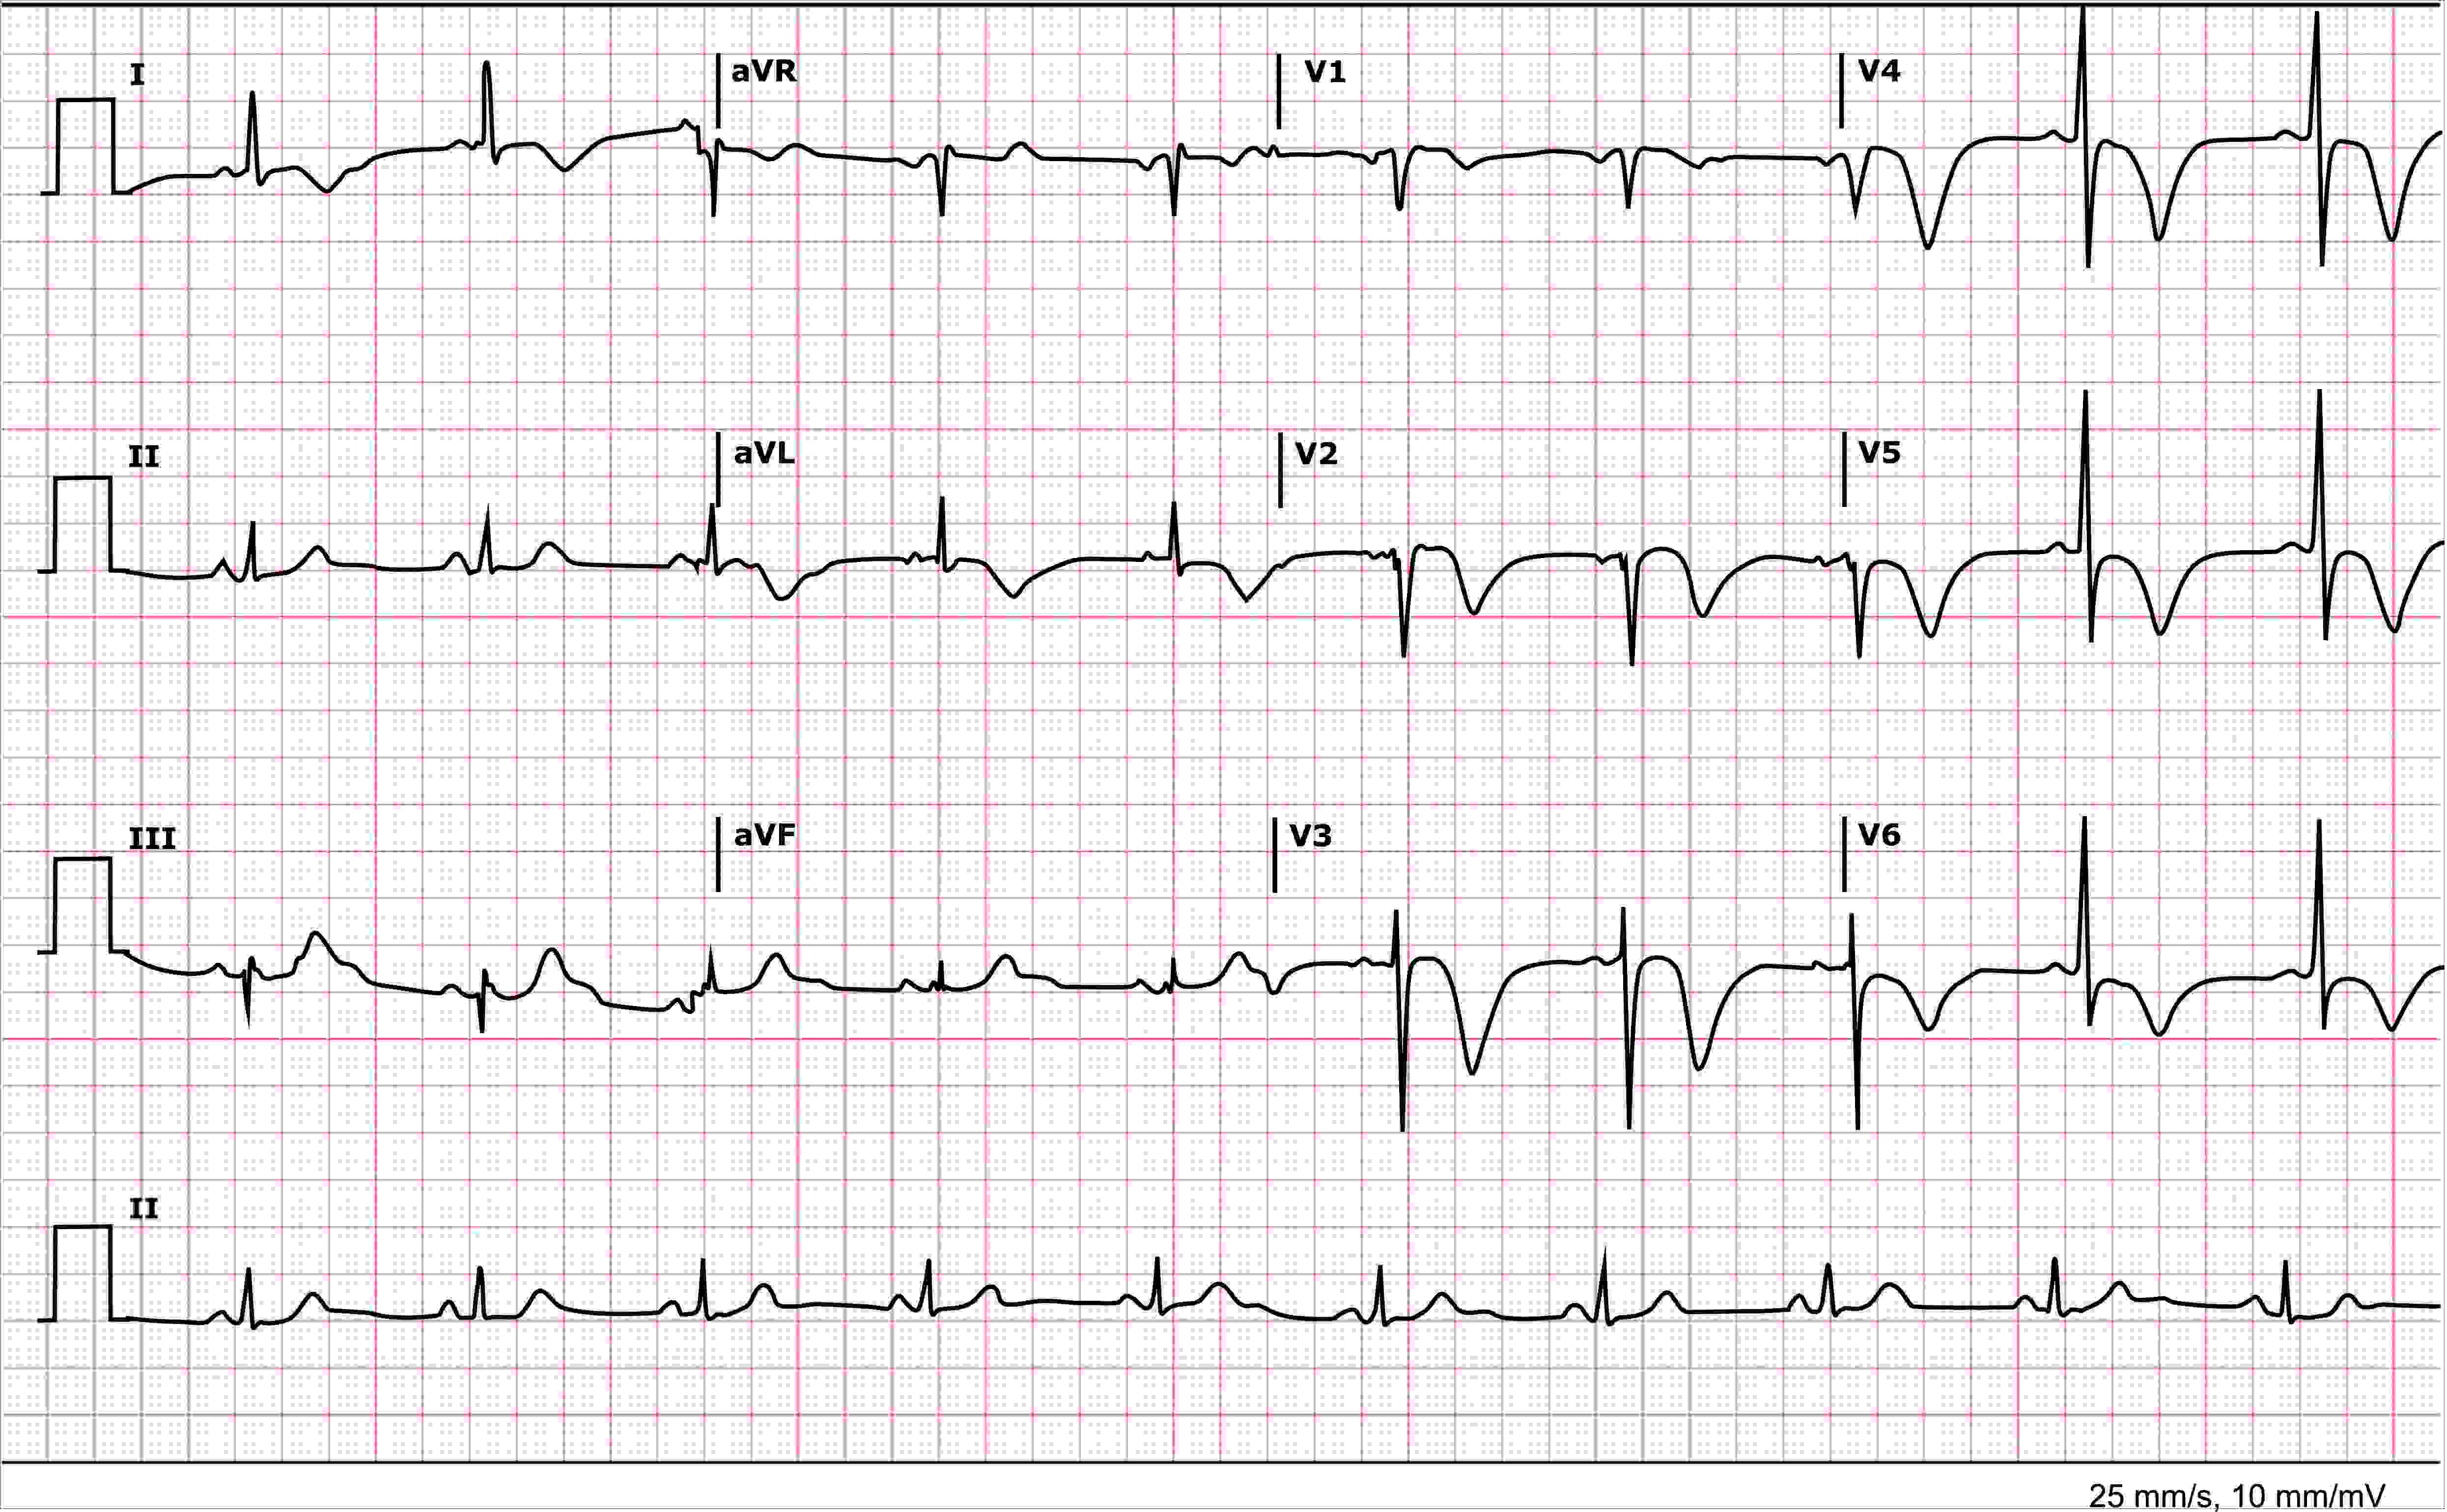 I aVR V1 V4
II aVL V2 V5
III aVF V3 V6
II
25 mm/s, 10 mm/mV